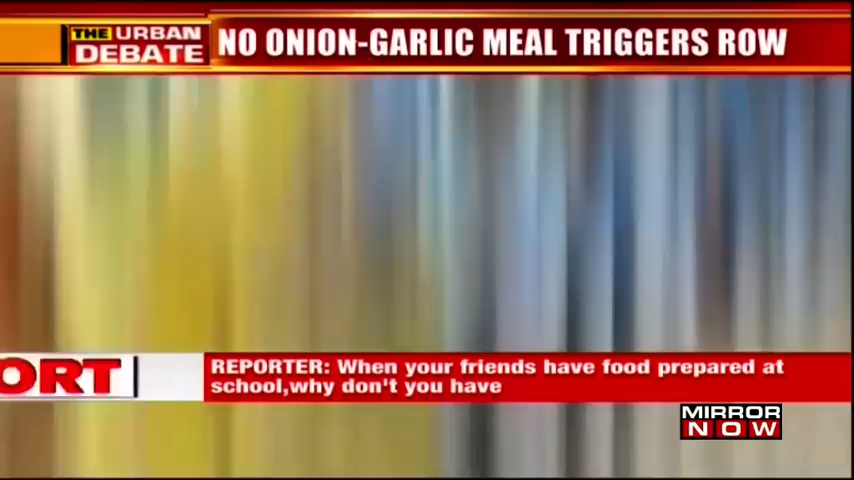 THE URBAN
DEBATE
NO ONION-GARLIC MEAL TRIGGERS ROW
ORT
REPORTER: When your friends have food prepared at
school,why don't you have
MIRROR
NOW